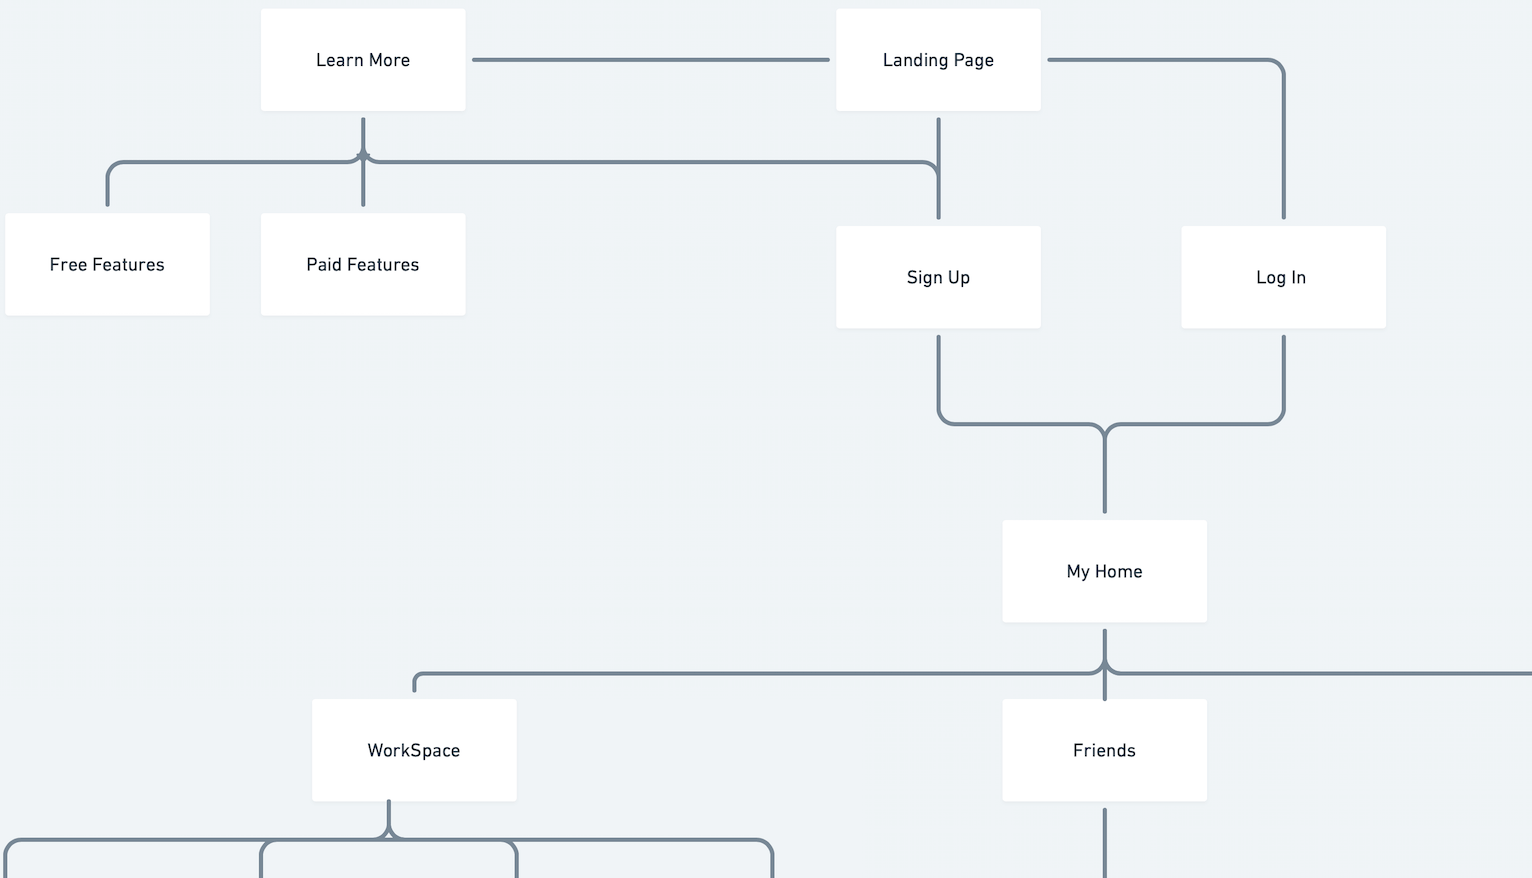 Learn More
Landing Page
Free Features
Paid Features
Sign Up
Log In
My Home
WorkSpace
Friends